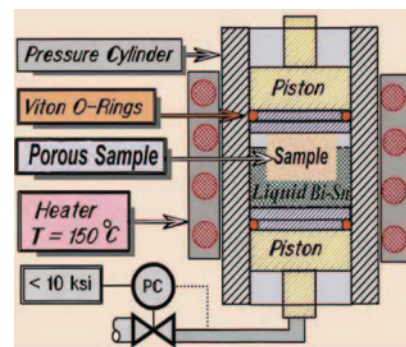 Pressure Cylinder
Piston
Viton O-Rings
Porous Sample
Sample
Liquid Bi-Sn
Heater
T = 150 °C
Piston
< 10 ksi
PC